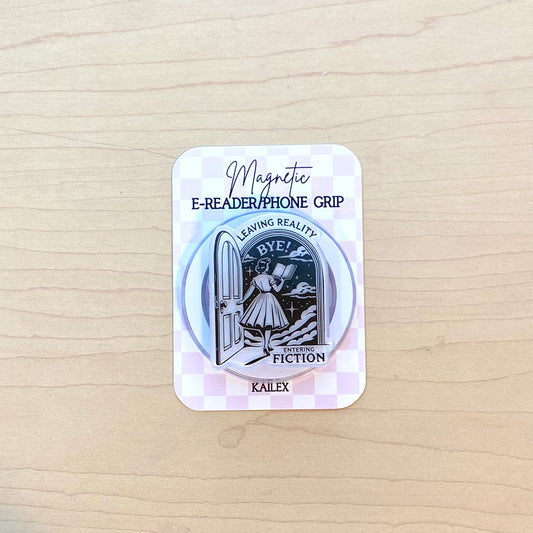 Magnetic
E-READER/PHONE GRIP
LEAVING REALITY
BYE!
ENTERING
FICTION
KAILEX